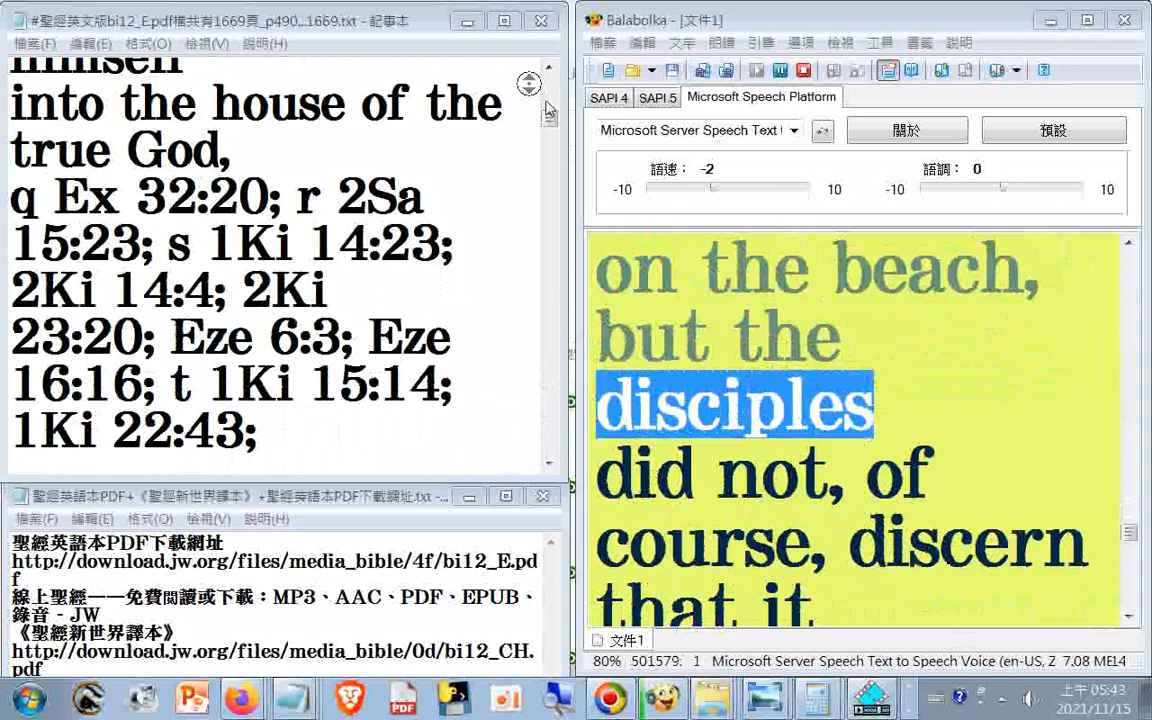 #聖經英文版bi12_E.pdf檔共有1669頁_p490...1669.txt - 記事本
檔案(F) 編輯(E) 格式(O) 檢視(V) 說明(H)
himself
into the house of the
true God,
q Ex 32:20; r 2Sa
15:23; s 1Ki 14:23;
2Ki 14:4; 2Ki
23:20; Eze 6:3; Eze
16:16; t 1Ki 15:14;
1Ki 22:43;
聖經英語本PDF+《聖經新世界譯本》+聖經英語本PDF下載網址.txt - ...
檔案(F) 編輯(E) 格式(O) 檢視(V) 說明(H)
聖經英語本PDF下載網址
http://download.jw.org/files/media_bible/4f/bi12_E.pd
f
線上聖經——免費閱讀或下載：MP3、AAC、PDF、EPUB、
錄音 - JW
《聖經新世界譯本》
http://download.jw.org/files/media_bible/0d/bi12_CH.
pdf
Balabolka - [文件1]
檔案 編輯 文字 朗讀 引擎 選項 檢視 工具 書籤 說明
SAPI 4 SAPI 5 Microsoft Speech Platform
Microsoft Server Speech Text 關於 預設
語速： -2 語調： 0
-10 10 -10 10
on the beach,
but the
disciples
did not, of
course, discern
that it
文件1
80% 501579: 1 Microsoft Server Speech Text to Speech Voice (en-US, Z 7.08 ME14
上午 05:43
2021/11/15